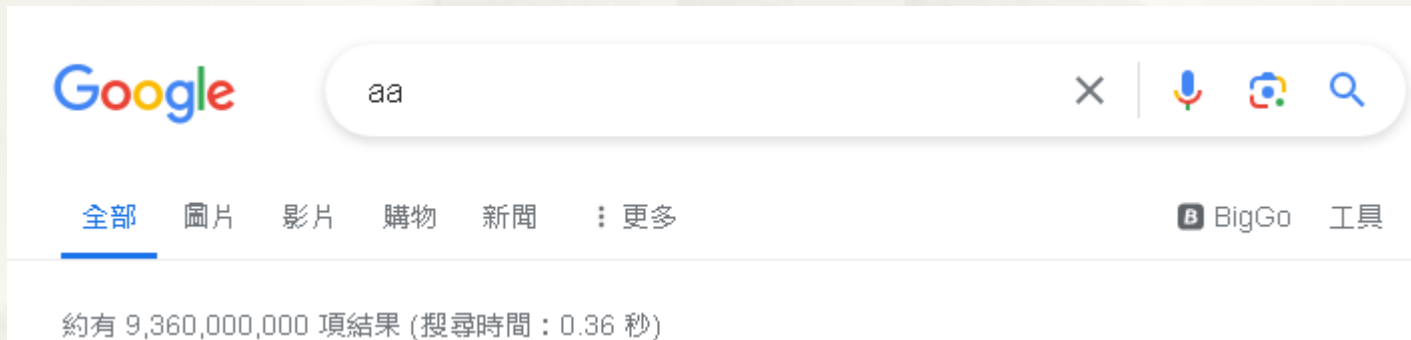 Google aa
全部 圖片 影片 購物 新聞 ⋮ 更多 B BigGo 工具
約有 9,360,000,000 項結果 (搜尋時間：0.36 秒)